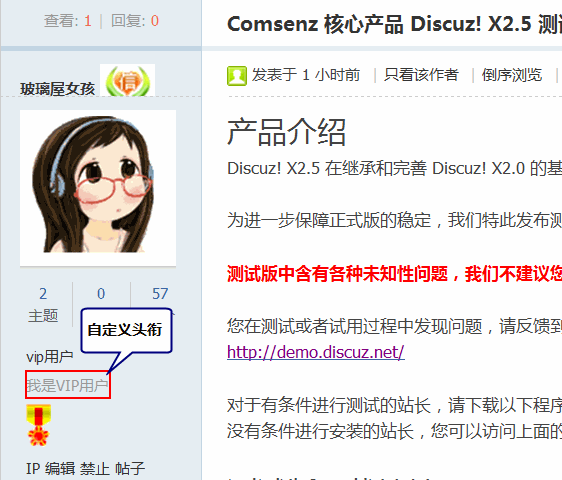 查看: 1 | 回复: 0
Comsenz 核心产品 Discuz! X2.5 测
玻璃屋女孩 信
发表于 1 小时前 | 只看该作者 | 倒序浏览 |
产品介绍
Discuz! X2.5 在继承和完善 Discuz! X2.0 的基
为进一步保障正式版的稳定，我们特此发布测
测试版中含有各种未知性问题，我们不建议您
2 0 57
主题
自定义头衔
您在测试或者试用过程中发现问题，请反馈到
http://demo.discuz.net/
vip用户
我是VIP用户
对于有条件进行测试的站长，请下载以下程序
没有条件进行安装的站长，您可以访问上面的
IP 编辑 禁止 帖子